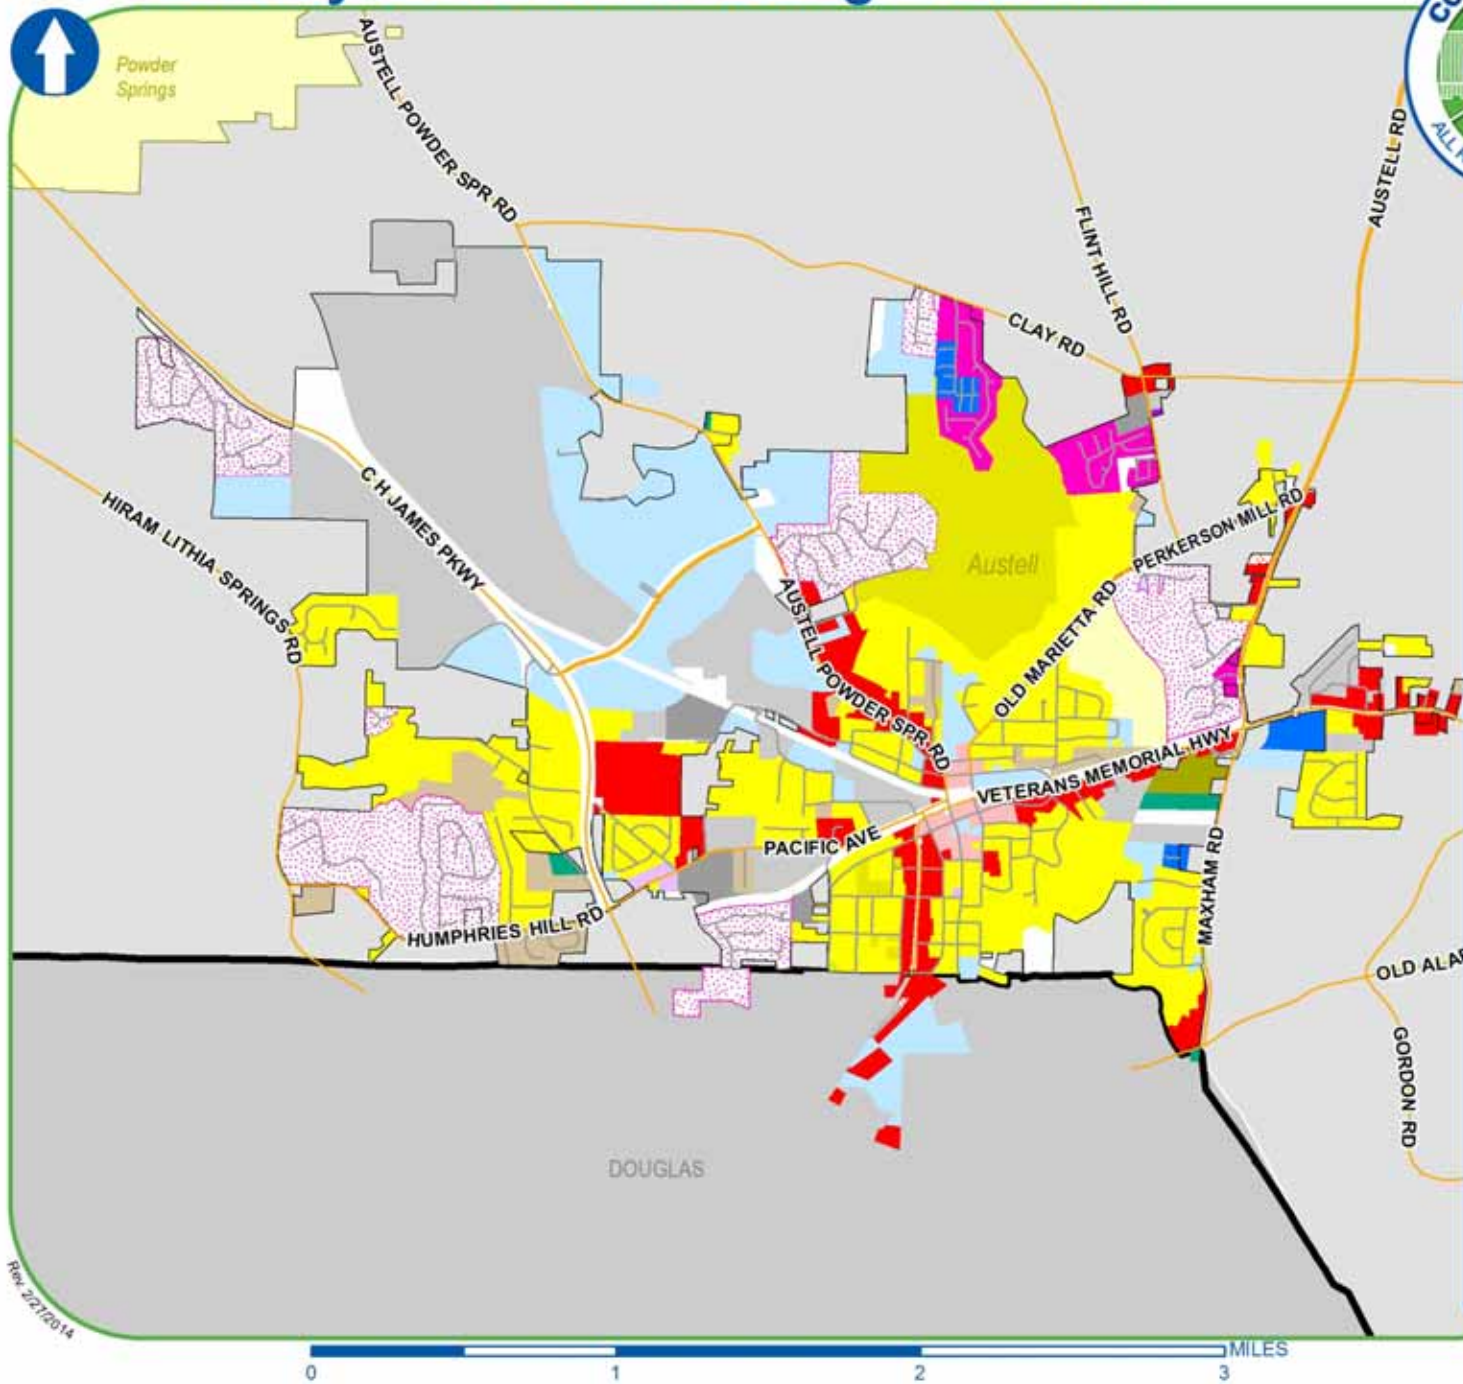 Powder
Springs
AUSTELL POWDER SPR RD
AUSTELL RD
FLINT HILL RD
CLAY RD
C H JAMES PKWY
HIRAM LITHIA SPRINGS RD
PERKERSON MILL RD
Austell
OLD MARIETTA RD
AUSTELL POWDER SPR RD
VETERANS MEMORIAL HWY
PACIFIC AVE
MAXHAM RD
HUMPHRIES HILL RD
OLD
GORDON RD
DOUGLAS
Rev. 2/27/2014
MILES
0 1 2 3